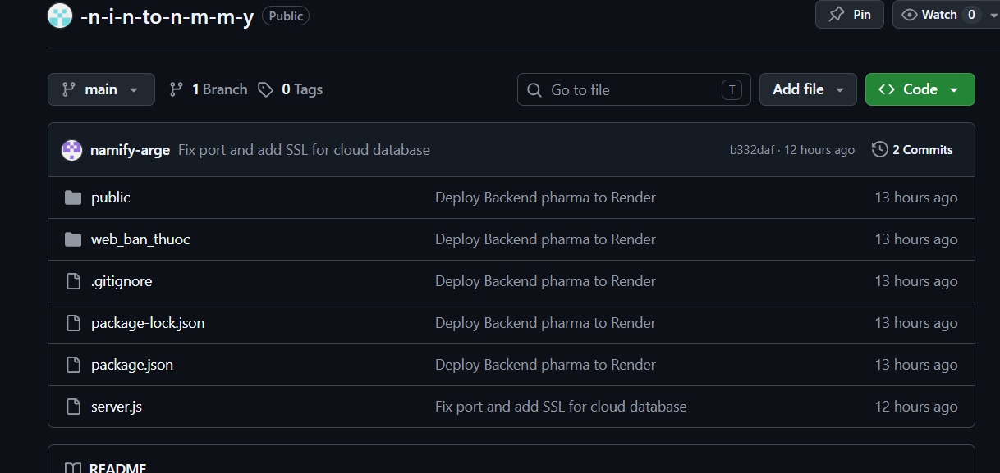 -n-i-n-to-n-m-m-y Public Pin Watch 0
main 1 Branch 0 Tags Go to file T Add file Code
namify-arge Fix port and add SSL for cloud database b332daf · 12 hours ago 2 Commits
public Deploy Backend pharma to Render 13 hours ago
web_ban_thuoc Deploy Backend pharma to Render 13 hours ago
.gitignore Deploy Backend pharma to Render 13 hours ago
package-lock.json Deploy Backend pharma to Render 13 hours ago
package.json Deploy Backend pharma to Render 13 hours ago
server.js Fix port and add SSL for cloud database 12 hours ago
README